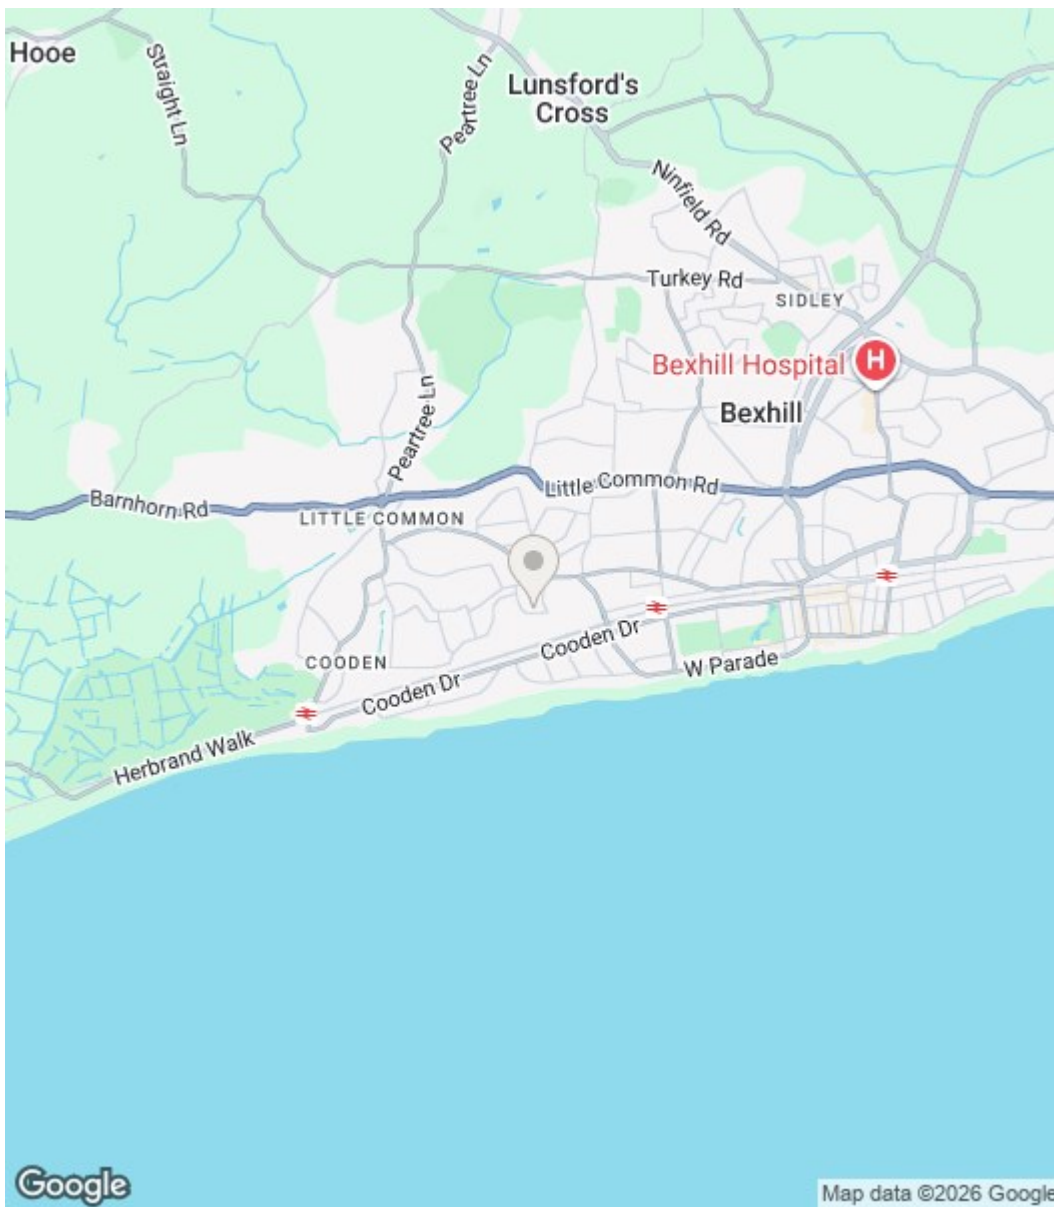 Hooe
Straight Ln
Peartree Ln
Lunsford's
Cross
Ninfield Rd
Turkey Rd
SIDLEY
Bexhill Hospital
H
Bexhill
Peartree Ln
Little Common Rd
Barnhorn Rd
LITTLE COMMON
Cooden Dr
COODEN
W Parade
Cooden Dr
Herbrand Walk
Google
Map data ©2026 Google